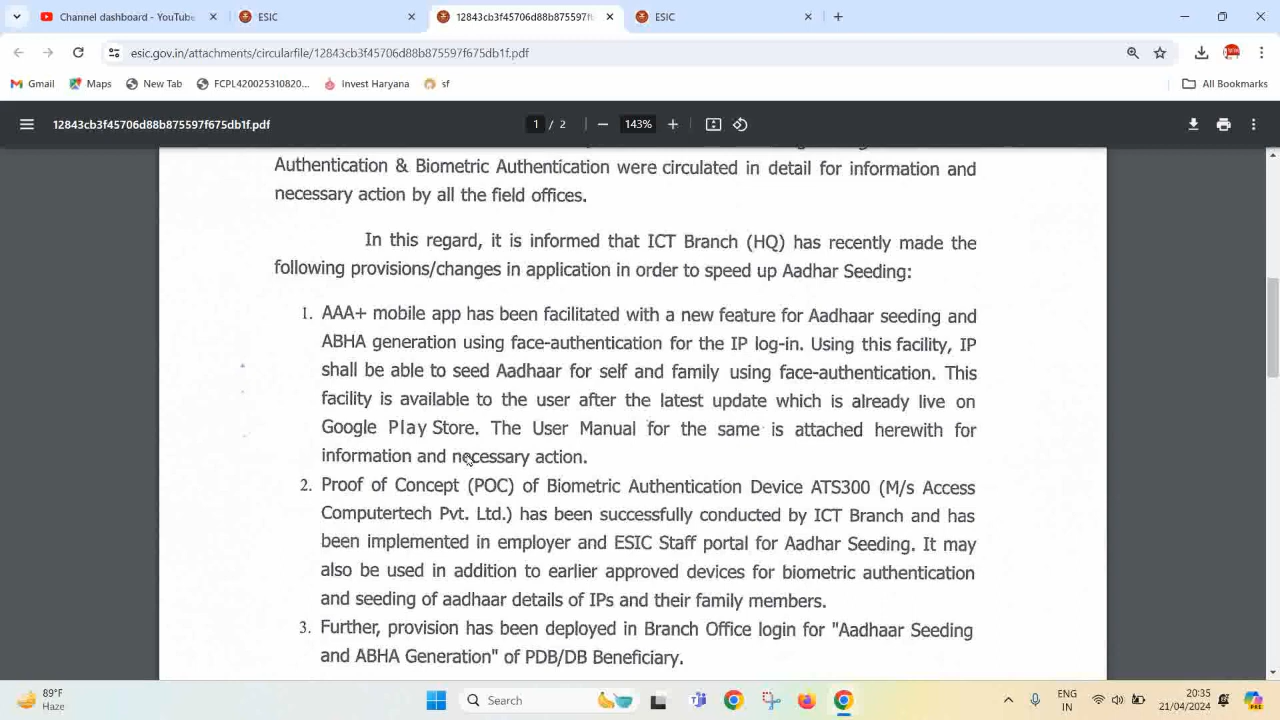 Channel dashboard - YouTube
ESIC
12843cb3f45706d88b875597f
ESIC
esic.gov.in/attachments/circularfile/12843cb3f45706d88b875597f675db1f.pdf
Gmail
Maps
New Tab
FCPL420025310820...
Invest Haryana
sf
All Bookmarks
12843cb3f45706d88b875597f675db1f.pdf
1 / 2
143%
Authentication & Biometric Authentication were circulated in detail for information and
necessary action by all the field offices.
In this regard, it is informed that ICT Branch (HQ) has recently made the
following provisions/changes in application in order to speed up Aadhar Seeding:
1. AAA+ mobile app has been facilitated with a new feature for Aadhaar seeding and
ABHA generation using face-authentication for the IP log-in. Using this facility, IP
shall be able to seed Aadhaar for self and family using face-authentication. This
facility is available to the user after the latest update which is already live on
Google Play Store. The User Manual for the same is attached herewith for
information and necessary action.
2. Proof of Concept (POC) of Biometric Authentication Device ATS300 (M/s Access
Computertech Pvt. Ltd.) has been successfully conducted by ICT Branch and has
been implemented in employer and ESIC Staff portal for Aadhar Seeding. It may
also be used in addition to earlier approved devices for biometric authentication
and seeding of aadhaar details of IPs and their family members.
3. Further, provision has been deployed in Branch Office login for "Aadhaar Seeding
and ABHA Generation" of PDB/DB Beneficiary.
89°F
Haze
Search
ENG
IN
20:35
21/04/2024